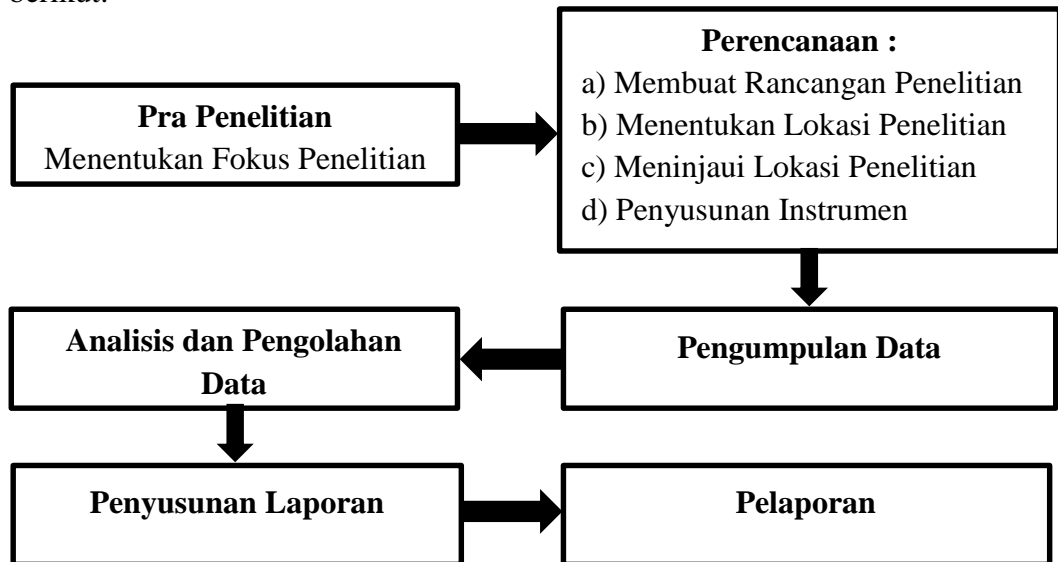 berikut:
Pra Penelitian
Menentukan Fokus Penelitian
Perencanaan :
a) Membuat Rancangan Penelitian
b) Menentukan Lokasi Penelitian
c) Meninjaui Lokasi Penelitian
d) Penyusunan Instrumen
Pengumpulan Data
Analisis dan Pengolahan
Data
Penyusunan Laporan
Pelaporan